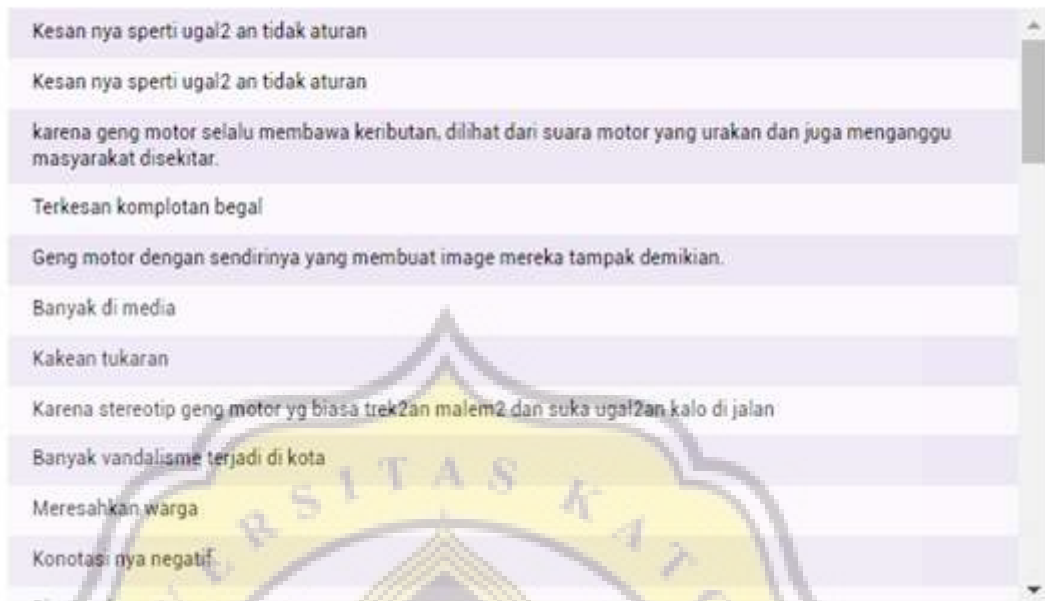 Kesan nya sperti ugal2 an tidak aturan
Kesan nya sperti ugal2 an tidak aturan
karena geng motor selalu membawa keributan, dilihat dari suara motor yang urakan dan juga menganggu
masyarakat disekitar.
Terkesan komplotan begal
Geng motor dengan sendirinya yang membuat image mereka tampak demikian.
Banyak di media
Kakean tukaran
Karena stereotip geng motor yg biasa trek2an malem2 dan suka ugal2an kalo di jalan
Banyak vandalisme terjadi di kota
Meresahkan warga
Konotasi nya negatif
ERSITAS KATO